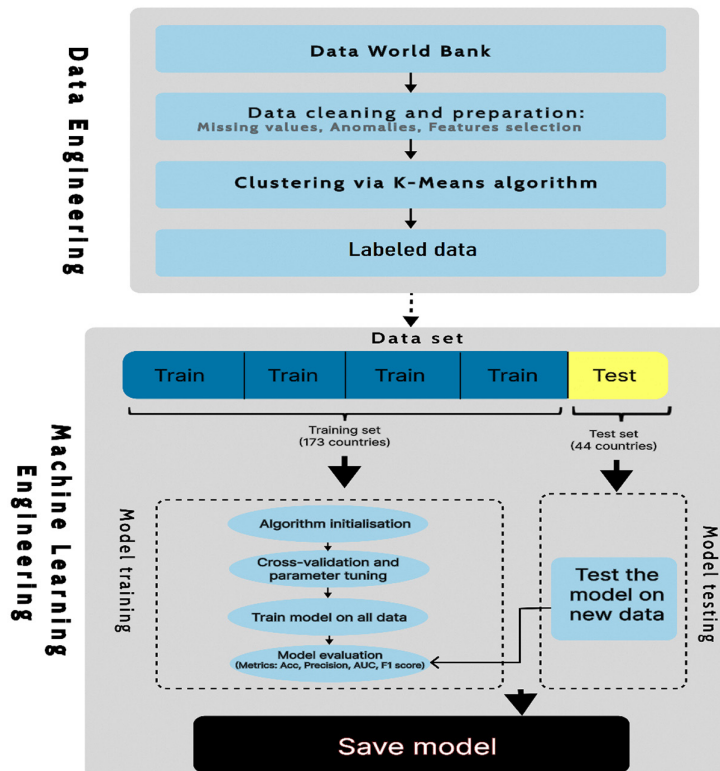 Data Engineering
Data World Bank
Data cleaning and preparation:
Missing values, Anomalies, Features selection
Clustering via K-Means algorithm
Labeled data
Machine Learning
Engineering
Data set
Train
Train
Train
Train
Test
Training set
(173 countries)
Test set
(44 countries)
Model training
Algorithm initialisation
Cross-validation and
parameter tuning
Train model on all data
Model evaluation
(Metrics: Acc, Precision, AUC, F1 score)
Test the
model on
new data
Model testing
Save model